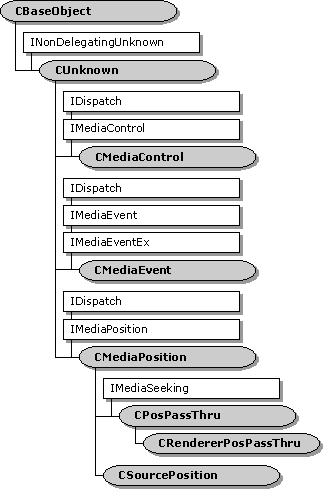 CBaseObject
INonDelegatingUnknown
CUnknown
IDispatch
IMediaControl
CMediaControl
IDispatch
IMediaEvent
IMediaEventEx
CMediaEvent
IDispatch
IMediaPosition
CMediaPosition
IMediaSeeking
CPosPassThru
CRendererPosPassThru
CSourcePosition